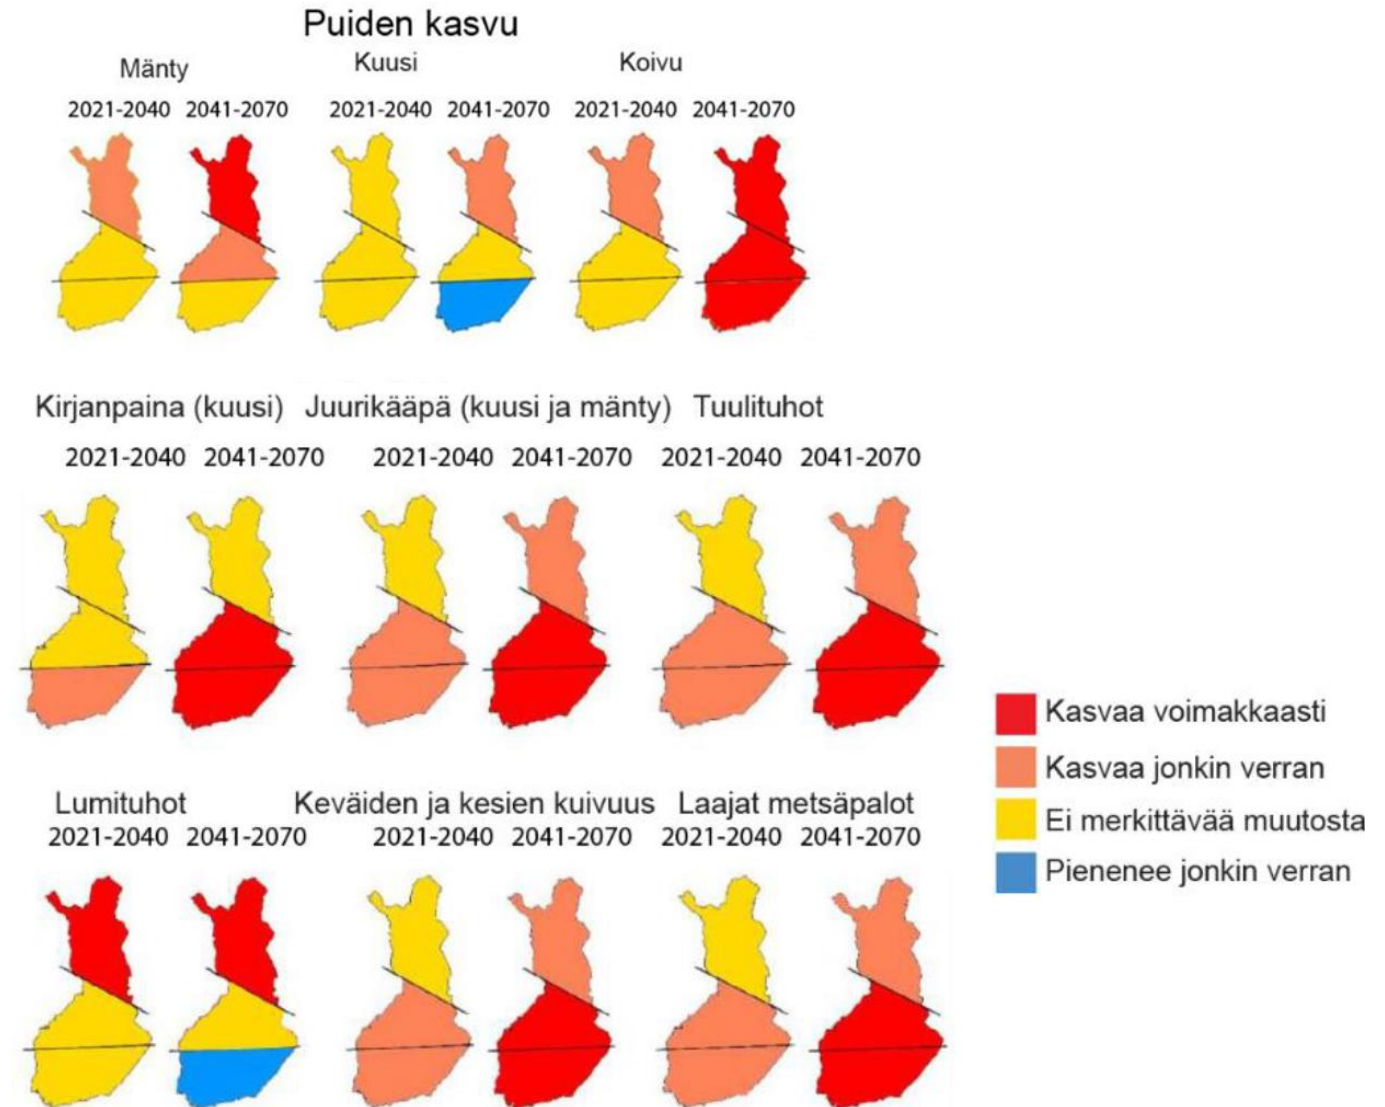 Puiden kasvu
Mänty Kuusi Koivu
2021-2040 2041-2070 2021-2040 2041-2070 2021-2040 2041-2070
Kirjanpaina (kuusi) Juurikääpä (kuusi ja mänty) Tuulituhot
2021-2040 2041-2070 2021-2040 2041-2070 2021-2040 2041-2070
Kasvaa voimakkaasti
Kasvaa jonkin verran
Ei merkittävää muutosta
Pienenee jonkin verran
Lumituhot Keväiden ja kesien kuivuus Laajat metsäpalot
2021-2040 2041-2070 2021-2040 2041-2070 2021-2040 2041-2070